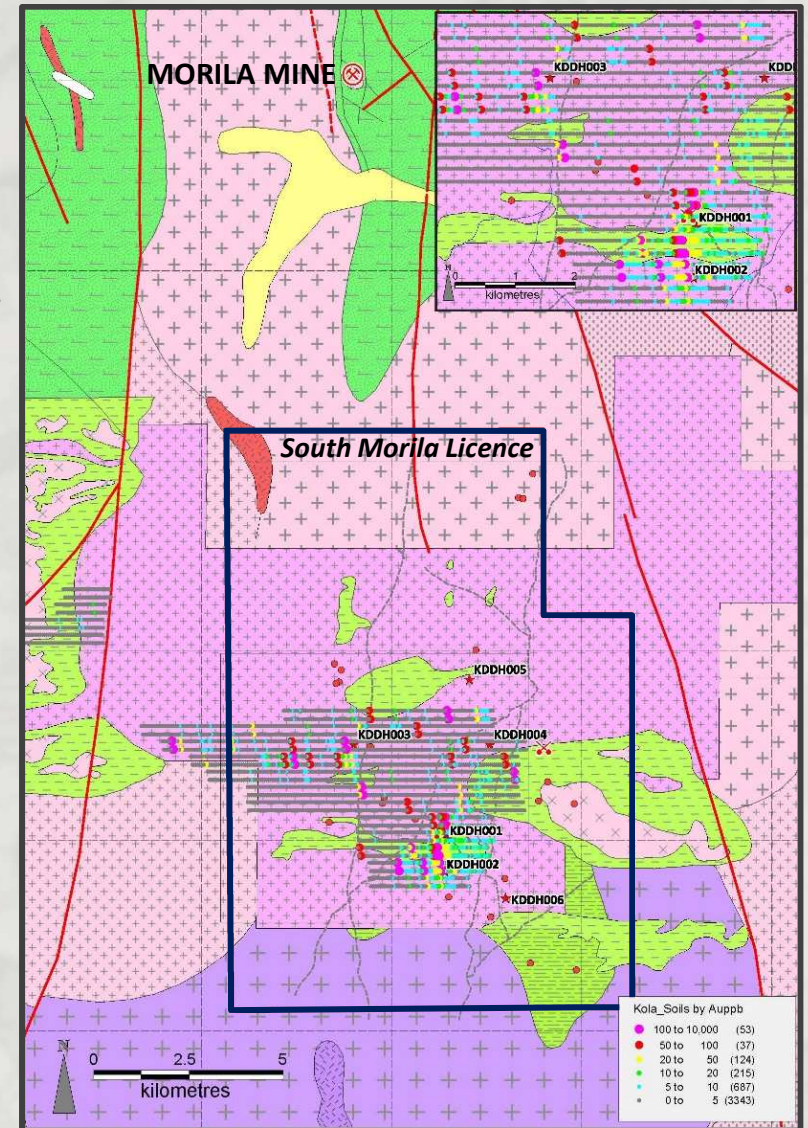 MORILA MINE
KDDH003
KDDH001
KDDH002
N
0 1 2
kilometres
South Morila Licence
KDDH005
KDDH003
KDDH004
KDDH001
KDDH002
KDDH006
N
0 2.5 5
kilometres
Kola_Soils by Auppb
100 to 10,000 (53)
50 to 100 (37)
20 to 50 (124)
10 to 20 (215)
5 to 10 (687)
0 to 5 (3343)